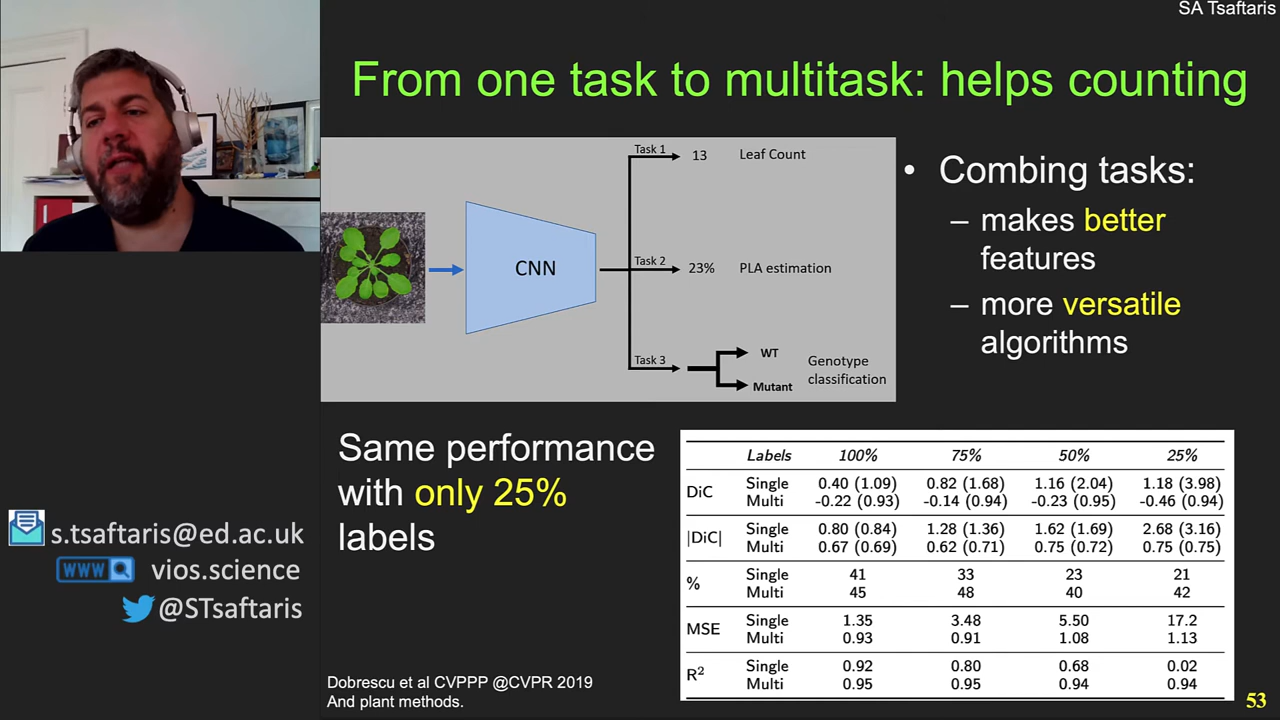 SA Tsaftaris
From one task to multitask: helps counting
Task 1
13
Leaf Count
CNN
Task 2
23%
PLA estimation
Task 3
WT
Mutant
Genotype
classification
• Combing tasks:
– makes better
features
– more versatile
algorithms
Same performance
with only 25%
labels
Labels 100% 75% 50% 25%
DiC
Single 0.40 (1.09) 0.82 (1.68) 1.16 (2.04) 1.18 (3.98)
Multi -0.22 (0.93) -0.14 (0.94) -0.23 (0.95) -0.46 (0.94)
|DiC|
Single 0.80 (0.84) 1.28 (1.36) 1.62 (1.69) 2.68 (3.16)
Multi 0.67 (0.69) 0.62 (0.71) 0.75 (0.72) 0.75 (0.75)
%
Single 41 33 23 21
Multi 45 48 40 42
MSE
Single 1.35 3.48 5.50 17.2
Multi 0.93 0.91 1.08 1.13
R²
Single 0.92 0.80 0.68 0.02
Multi 0.95 0.95 0.94 0.94
s.tsaftaris@ed.ac.uk
WWW
vios.science
@STsaftaris
Dobrescu et al CVPPP @CVPR 2019
And plant methods.
53